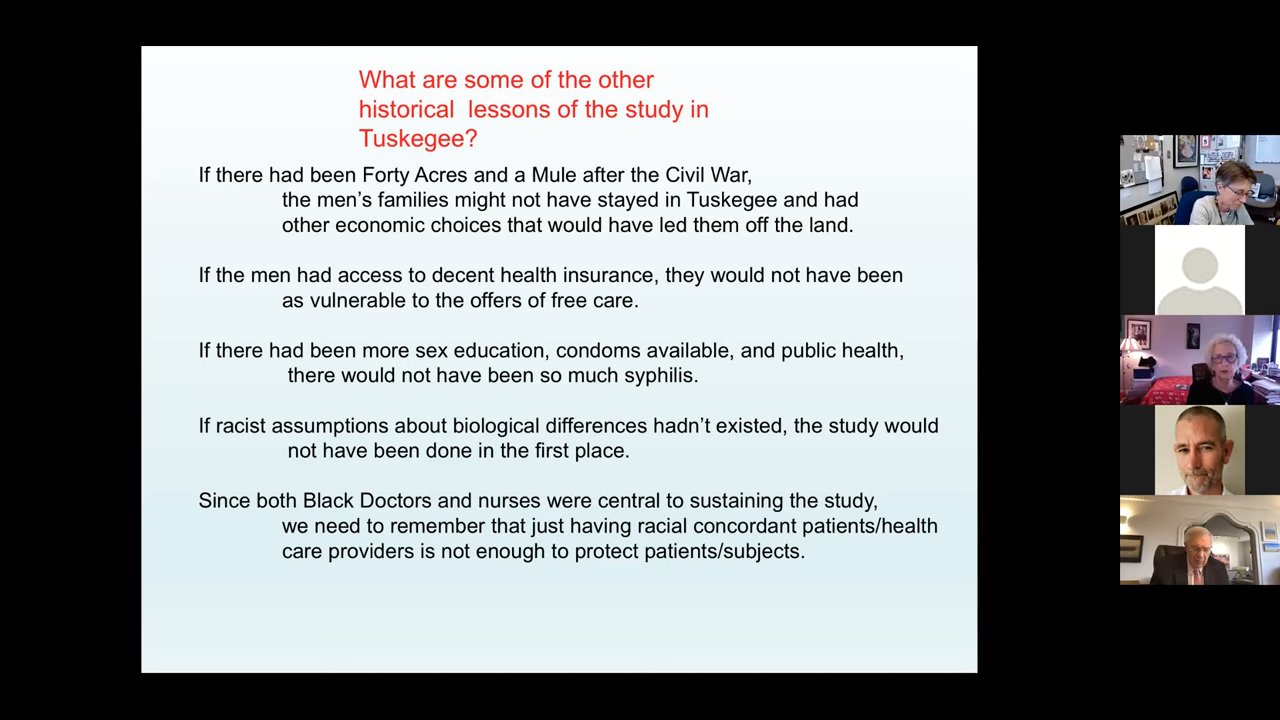 What are some of the other
historical  lessons of the study in
Tuskegee?
If there had been Forty Acres and a Mule after the Civil War,
the men’s families might not have stayed in Tuskegee and had
other economic choices that would have led them off the land.
If the men had access to decent health insurance, they would not have been
as vulnerable to the offers of free care.
If there had been more sex education, condoms available, and public health,
there would not have been so much syphilis.
If racist assumptions about biological differences hadn’t existed, the study would
not have been done in the first place.
Since both Black Doctors and nurses were central to sustaining the study,
we need to remember that just having racial concordant patients/health
care providers is not enough to protect patients/subjects.